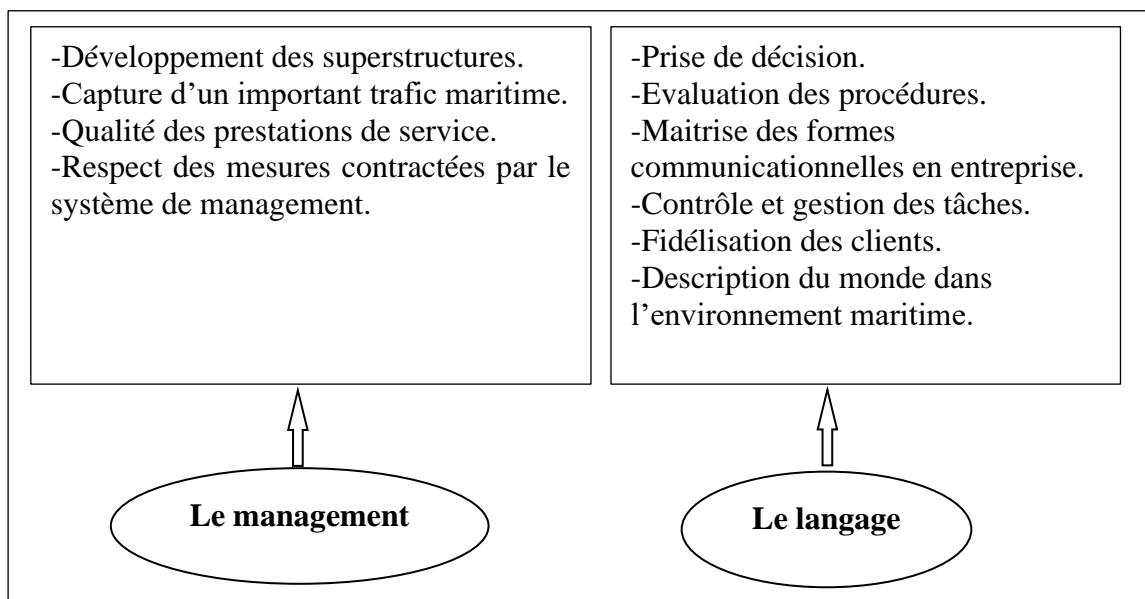 -Développement des superstructures.
-Capture d’un important trafic maritime.
-Qualité des prestations de service.
-Respect des mesures contractées par le
système de management.
-Prise de décision.
-Evaluation des procédures.
-Maitrise des formes
communicationnelles en entreprise.
-Contrôle et gestion des tâches.
-Fidélisation des clients.
-Description du monde dans
l’environnement maritime.
Le management
Le langage